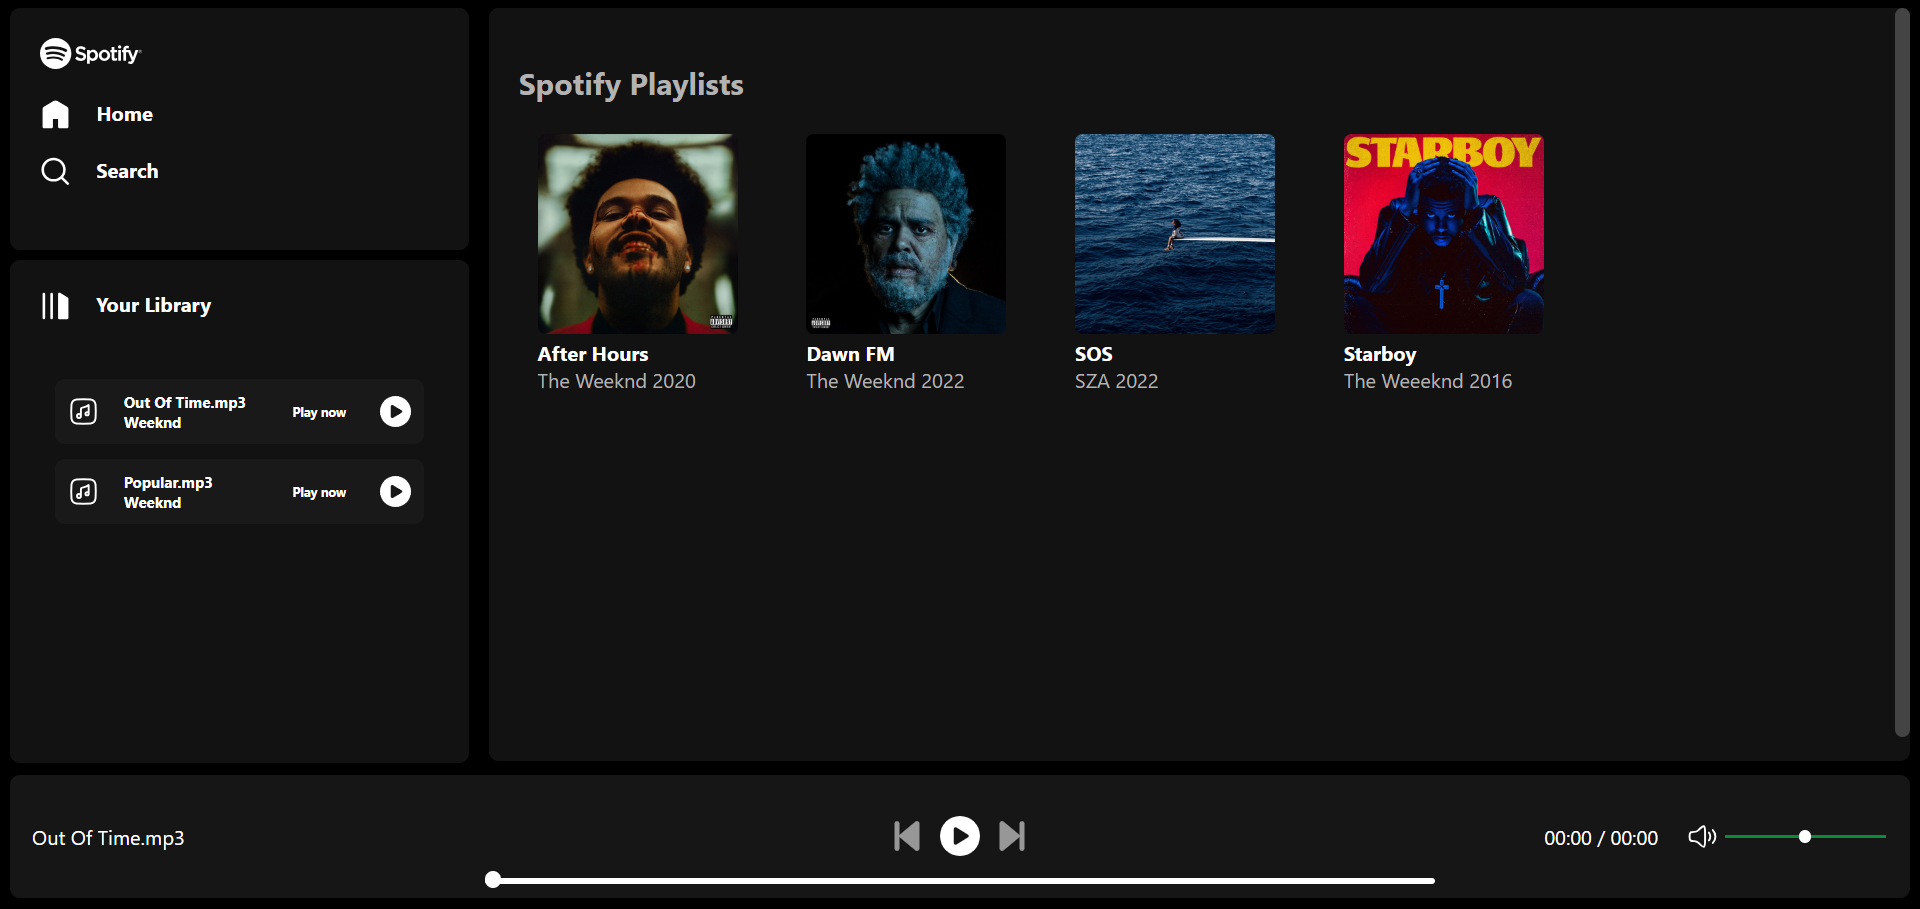 Spotify
Home
Search
Your Library
Out Of Time.mp3
Weeknd
Play now
Popular.mp3
Weeknd
Play now
Spotify Playlists
STARBOY
After Hours
The Weeknd 2020
Dawn FM
The Weeknd 2022
SOS
SZA 2022
Starboy
The Weeeknd 2016
Out Of Time.mp3
00:00 / 00:00